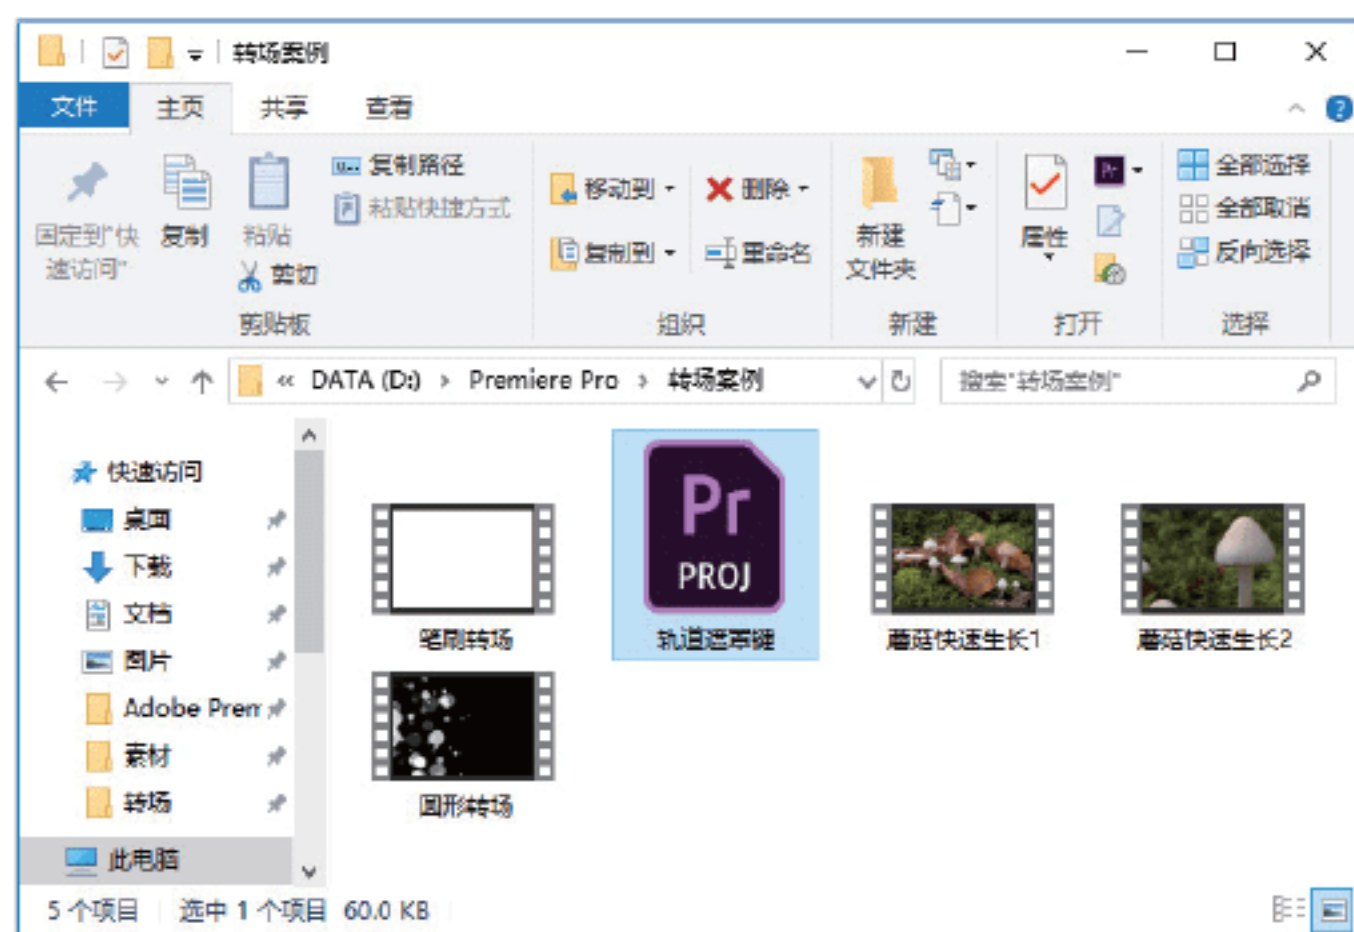 转场案例
文件 主页 共享 查看
固定到"快
速访问"
复制
粘贴
剪切
复制路径
粘贴快捷方式
剪贴板
移动到
复制到
删除
重命名
组织
新建
文件夹
新建
属性
Pr
打开
全部选择
全部取消
反向选择
选择
« DATA (D:) › Premiere Pro › 转场案例
搜索"转场案例"
快速访问
桌面
下载
文档
图片
Adobe Prem
素材
转场
此电脑
Pr
PROJ
笔刷转场
轨道遮罩键
蘑菇快速生长1
蘑菇快速生长2
圆形转场
5 个项目 选中 1 个项目 60.0 KB